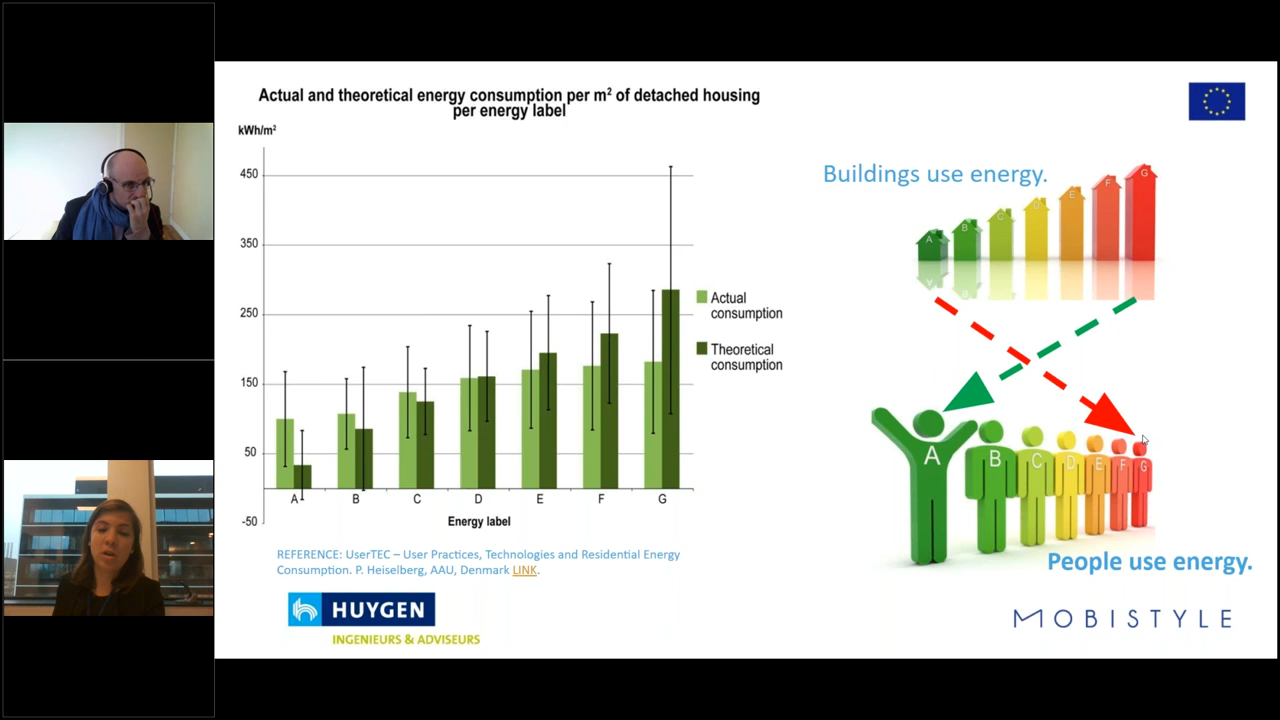 Actual and theoretical energy consumption per m² of detached housing
per energy label
kWh/m²
450
350
250
150
50
-50
A
B
C
D
E
F
G
Energy label
Actual
consumption
Theoretical
consumption
REFERENCE: UserTEC – User Practices, Technologies and Residential Energy
Consumption. P. Heiselberg, AAU, Denmark LINK.
HUYGEN
INGENIEURS & ADVISEURS
Buildings use energy.
A
B
C
D
E
F
G
A
B
C
D
E
F
G
People use energy.
MOBISTYLE